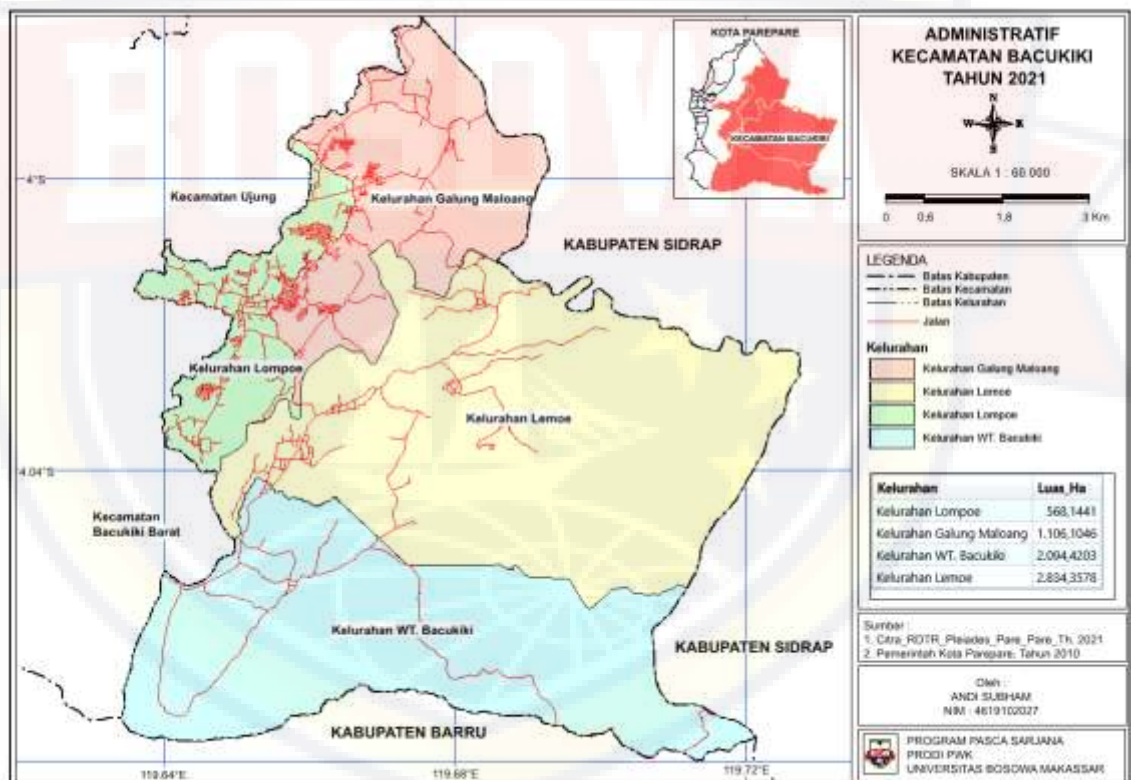 BOSOWA
KOTA PAREPARE
KECAMATAN BACUKIKI
4°S
Kecamatan Ujung
Kelurahan Galung Maloang
KABUPATEN SIDRAP
Kelurahan Lompoe
Kelurahan Lemoe
4.04°S
Kecamatan
Bacukiki Barat
Kelurahan WT. Bacukiki
KABUPATEN SIDRAP
KABUPATEN BARRU
119.64°E
119.68°E
119.72°E
ADMINISTRATIF
KECAMATAN BACUKIKI
TAHUN 2021
N
W E
S
SKALA 1 : 60 000
0 0,6 1,8 3 Km
LEGENDA
Batas Kabupaten
Batas Kecamatan
Batas Kelurahan
Jalan
Kelurahan
Kelurahan Galung Maloang
Kelurahan Lemoe
Kelurahan Lompoe
Kelurahan WT. Bacukiki
Kelurahan Luas_Ha
Kelurahan Lompoe 568,1441
Kelurahan Galung Maloang 1.106,1046
Kelurahan WT. Bacukiki 2.094,4203
Kelurahan Lemoe 2.834,3578
Sumber :
1. Citra_RDTR_Pleiades_Pare_Pare_Th. 2021
2. Pemerintah Kota Parepare, Tahun 2010
Oleh :
ANDI SUBHAM
NIM : 4619102027
PROGRAM PASCA SARJANA
PRODI PWK
UNIVERSITAS BOSOWA MAKASSAR